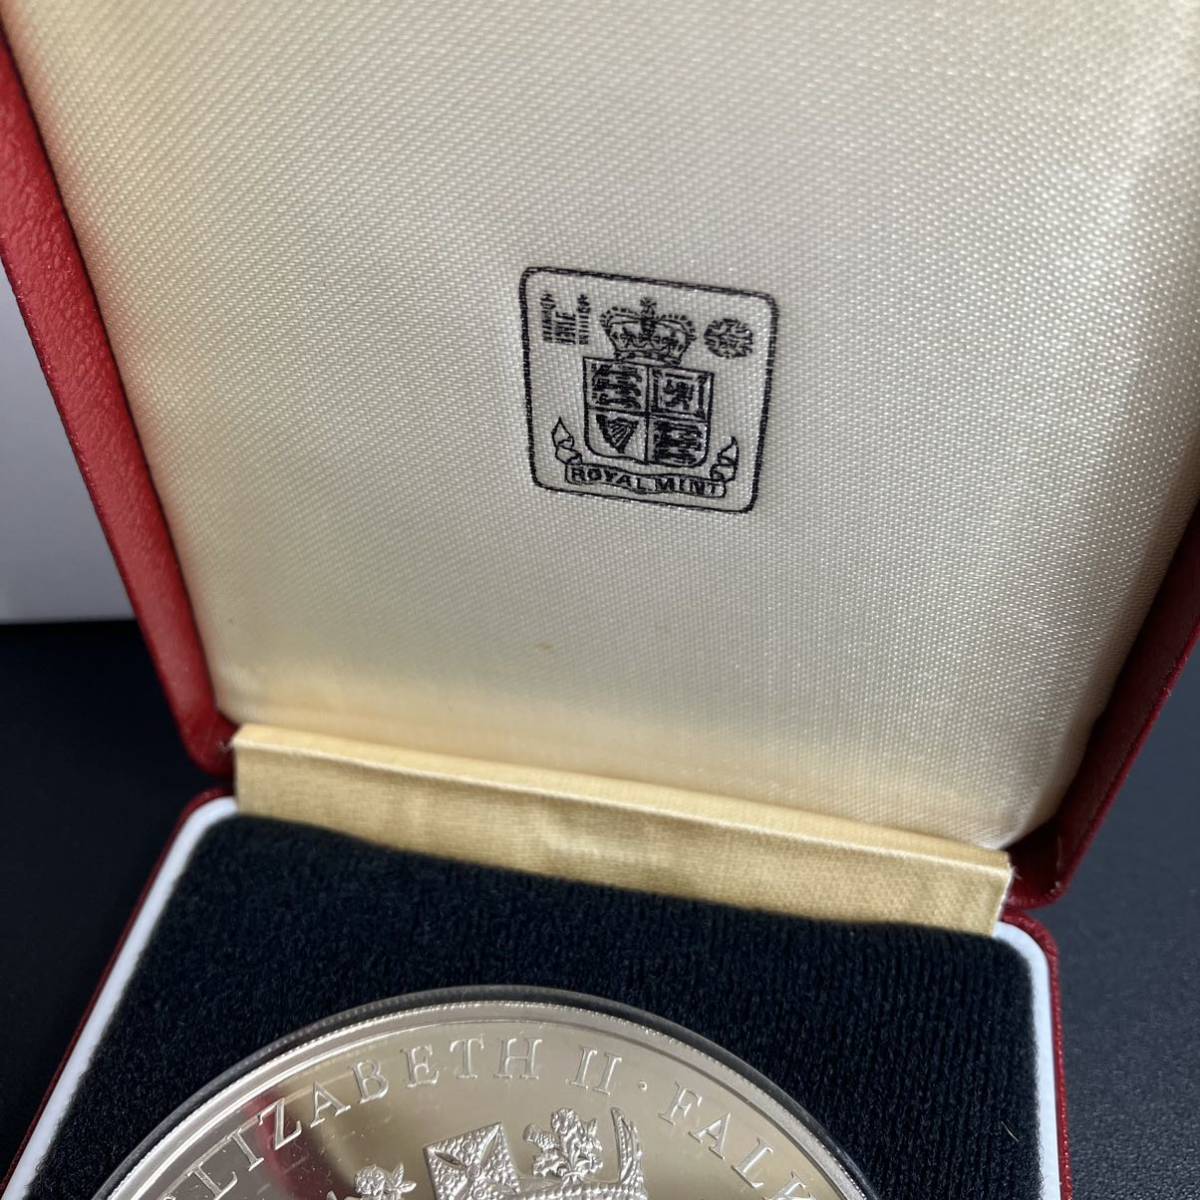 ROYAL MINT
ELIZABETH II · FALK